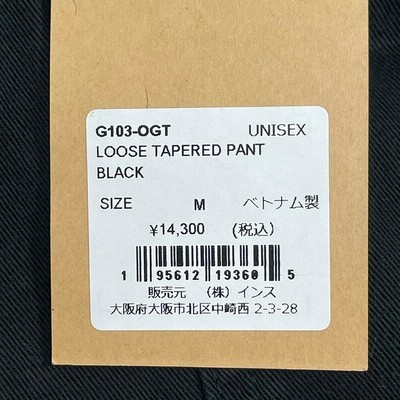 G103-OGT UNISEX
LOOSE TAPERED PANT
BLACK
SIZE M ベトナム製
¥14,300 (税込)
1 95612 19360 5
販売元 (株)インス
大阪府大阪市北区中崎西 2-3-28